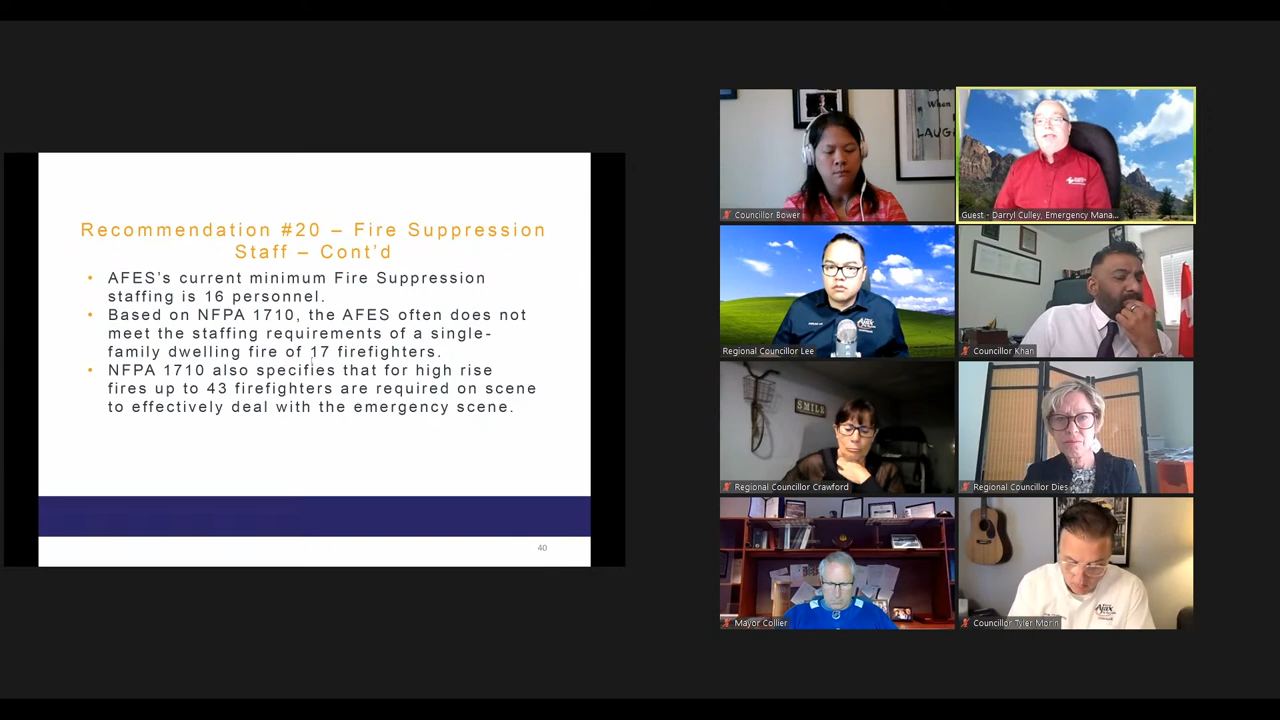 Recommendation #20 – Fire Suppression
Staff – Cont'd
• AFES's current minimum Fire Suppression
staffing is 16 personnel.
• Based on NFPA 1710, the AFES often does not
meet the staffing requirements of a single-
family dwelling fire of 17 firefighters.
• NFPA 1710 also specifies that for high rise
fires up to 43 firefighters are required on scene
to effectively deal with the emergency scene.
40
When
LAUGH
Councillor Bower
Guest - Darryl Culley, Emergency Mana...
Ajax
Regional Councillor Lee
Councillor Khan
SMILE
Regional Councillor Crawford
Regional Councillor Dies
Mayor Collier
Ajax
Councillor Tyler Morin